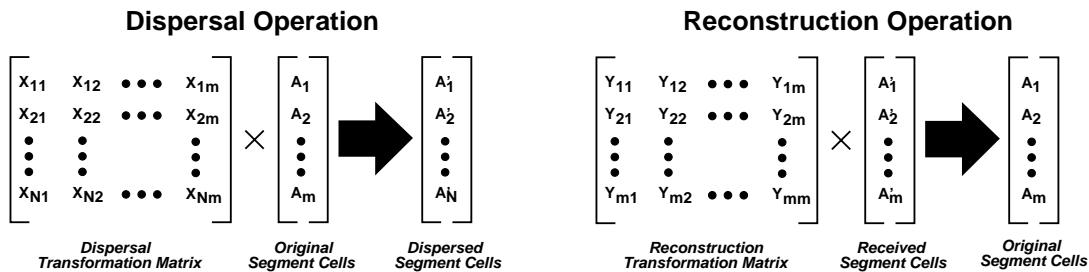 Dispersal Operation
X11 X12 ••• X1m
X21 X22 ••• X2m
XN1 XN2 ••• XNm
×
A1
A2
Am
A'1
A'2
A'N
Dispersal
Transformation Matrix
Original
Segment Cells
Dispersed
Segment Cells
Reconstruction Operation
Y11 Y12 ••• Y1m
Y21 Y22 ••• Y2m
Ym1 Ym2 ••• Ymm
×
A'1
A'2
A'm
A1
A2
Am
Reconstruction
Transformation Matrix
Received
Segment Cells
Original
Segment Cells